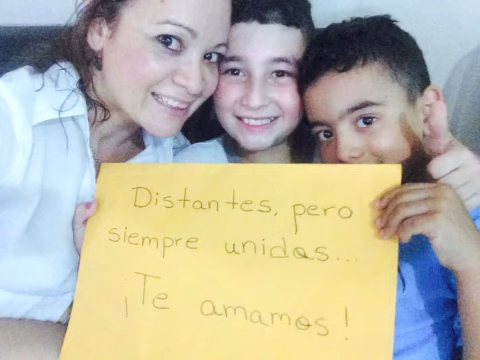 Distantes, pero
siempre unidos...
¡Te amamos!